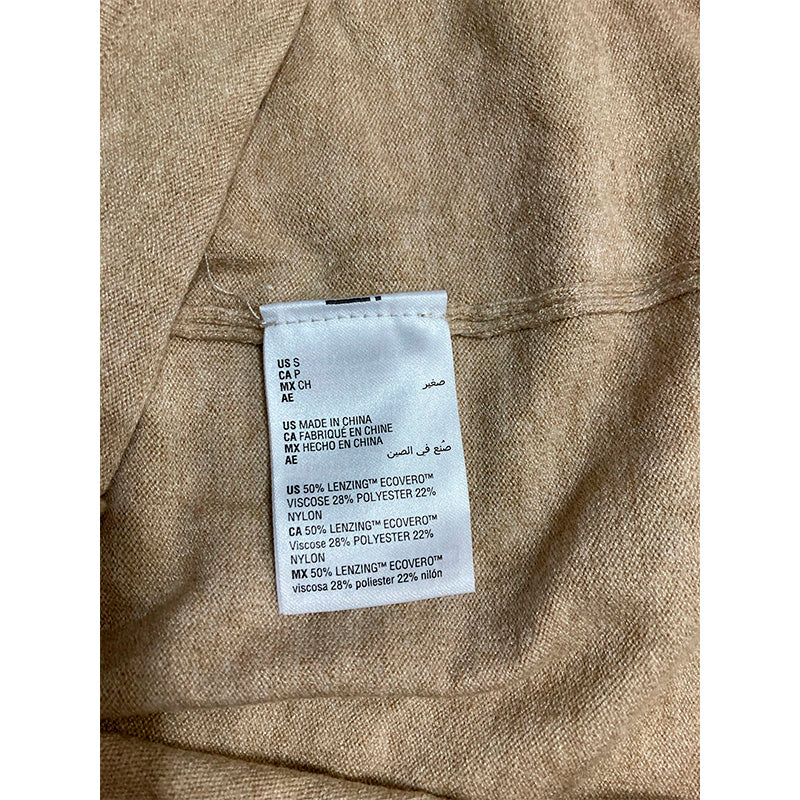 US S
CA P
MX CH
AE صغير
US MADE IN CHINA
CA FABRIQUÉ EN CHINE
MX HECHO EN CHINA
AE صُنع في الصين
US 50% LENZING™ ECOVERO™
VISCOSE 28% POLYESTER 22%
NYLON
CA 50% LENZING™ ECOVERO™
Viscose 28% POLYESTER 22%
NYLON
MX 50% LENZING™ ECOVERO™
viscosa 28% poliester 22% nilón